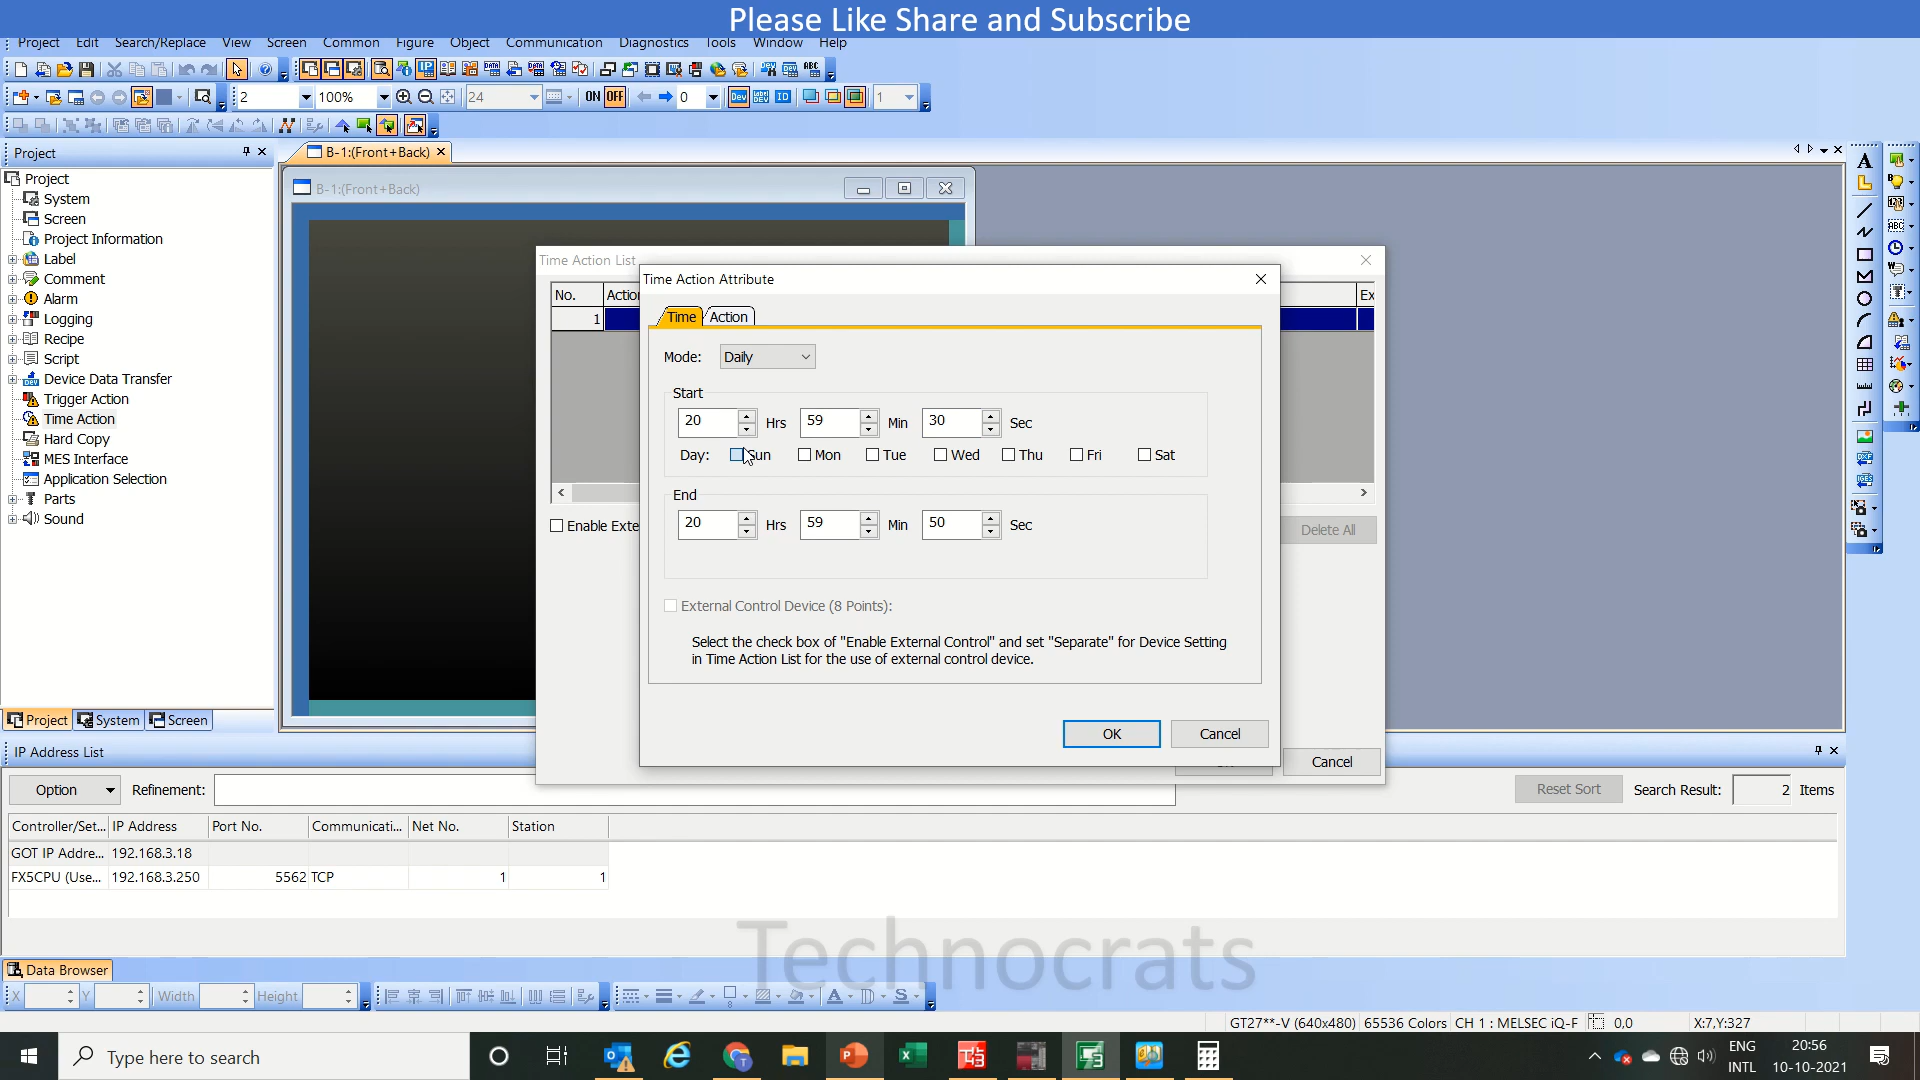 Please Like Share and Subscribe
Project Edit Search/Replace View Screen Common Figure Object Communication Diagnostics Tools Window Help
2 100% 24 ON OFF 0 Dev ID 1
Project
B-1:(Front+Back)
Project
System
Screen
Project Information
Label
Comment
Alarm
Logging
Recipe
Script
Device Data Transfer
Trigger Action
Time Action
Hard Copy
MES Interface
Application Selection
Parts
Sound
Project System Screen
B-1:(Front+Back)
Time Action List
No. Action Ex
1
Enable Exte
Delete All
Cancel
Time Action Attribute
Time Action
Mode: Daily
Start
20 Hrs 59 Min 30 Sec
Day: Sun Mon Tue Wed Thu Fri Sat
End
20 Hrs 59 Min 50 Sec
External Control Device (8 Points):
Select the check box of "Enable External Control" and set "Separate" for Device Setting
in Time Action List for the use of external control device.
OK Cancel
IP Address List
Option Refinement: Reset Sort Search Result: 2 Items
Controller/Set... IP Address Port No. Communicati... Net No. Station
GOT IP Addre... 192.168.3.18
FX5CPU (Use... 192.168.3.250 5562 TCP 1 1
Technocrats
Data Browser
X Y Width Height
GT27**-V (640x480) 65536 Colors CH 1 : MELSEC iQ-F 0,0 X:7,Y:327
Type here to search
ENG
INTL
20:56
10-10-2021